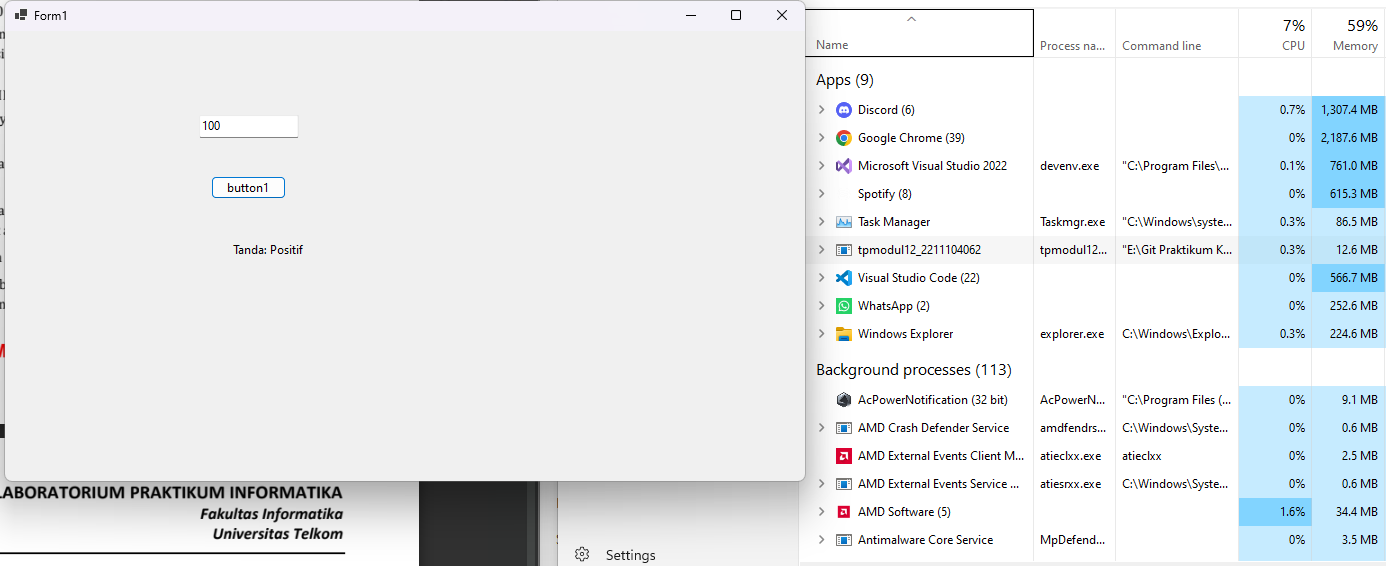 Form1
100
button1
Tanda: Positif
LABORATORIUM PRAKTIKUM INFORMATIKA
Fakultas Informatika
Universitas Telkom
Settings
7% 59%
Name Process na... Command line CPU Memory
Apps (9)
Discord (6) 0.7% 1,307.4 MB
Google Chrome (39) 0% 2,187.6 MB
Microsoft Visual Studio 2022 devenv.exe "C:\Program Files\... 0.1% 761.0 MB
Spotify (8) 0% 615.3 MB
Task Manager Taskmgr.exe "C:\Windows\syste... 0.3% 86.5 MB
tpmodul12_2211104062 tpmodul12... "E:\Git Praktikum K... 0.3% 12.6 MB
Visual Studio Code (22) 0% 566.7 MB
WhatsApp (2) 0% 252.6 MB
Windows Explorer explorer.exe C:\Windows\Explo... 0.3% 224.6 MB
Background processes (113)
AcPowerNotification (32 bit) AcPowerN... "C:\Program Files (... 0% 9.1 MB
AMD Crash Defender Service amdfendrs... C:\Windows\Syste... 0% 0.6 MB
AMD External Events Client M... atieclxx.exe atieclxx 0% 2.5 MB
AMD External Events Service ... atiesrxx.exe C:\Windows\Syste... 0% 0.6 MB
AMD Software (5) 1.6% 34.4 MB
Antimalware Core Service MpDefend... 0% 3.5 MB